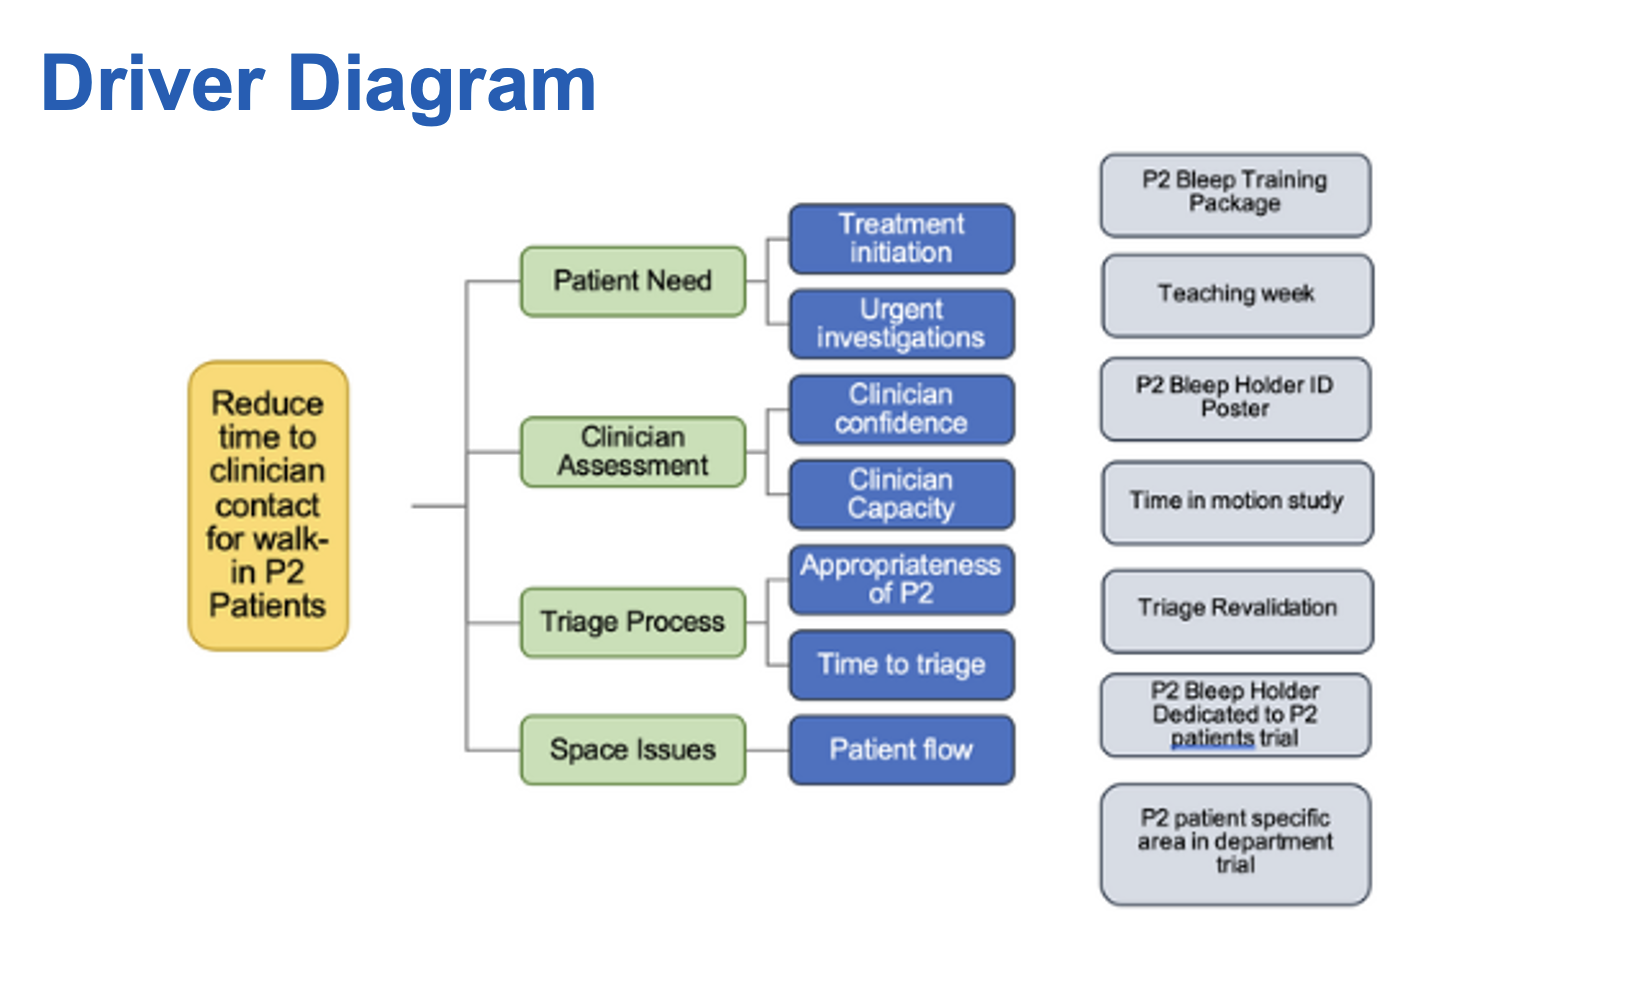 Driver Diagram
Reduce
time to
clinician
contact
for walk-
in P2
Patients
Patient Need
Clinician
Assessment
Triage Process
Space Issues
Treatment
initiation
Urgent
investigations
Clinician
confidence
Clinician
Capacity
Appropriateness
of P2
Time to triage
Patient flow
P2 Bleep Training
Package
Teaching week
P2 Bleep Holder ID
Poster
Time in motion study
Triage Revalidation
P2 Bleep Holder
Dedicated to P2
patients trial
P2 patient specific
area in department
trial